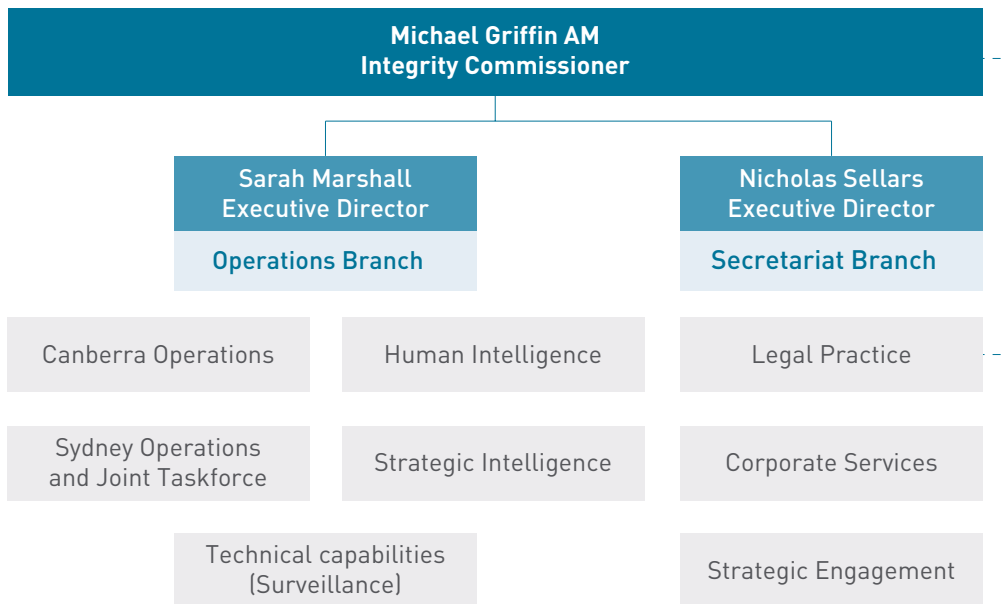 Michael Griffin AM
Integrity Commissioner
Sarah Marshall
Executive Director
Operations Branch
Nicholas Sellars
Executive Director
Secretariat Branch
Canberra Operations
Human Intelligence
Legal Practice
Sydney Operations
and Joint Taskforce
Strategic Intelligence
Corporate Services
Technical capabilities
(Surveillance)
Strategic Engagement